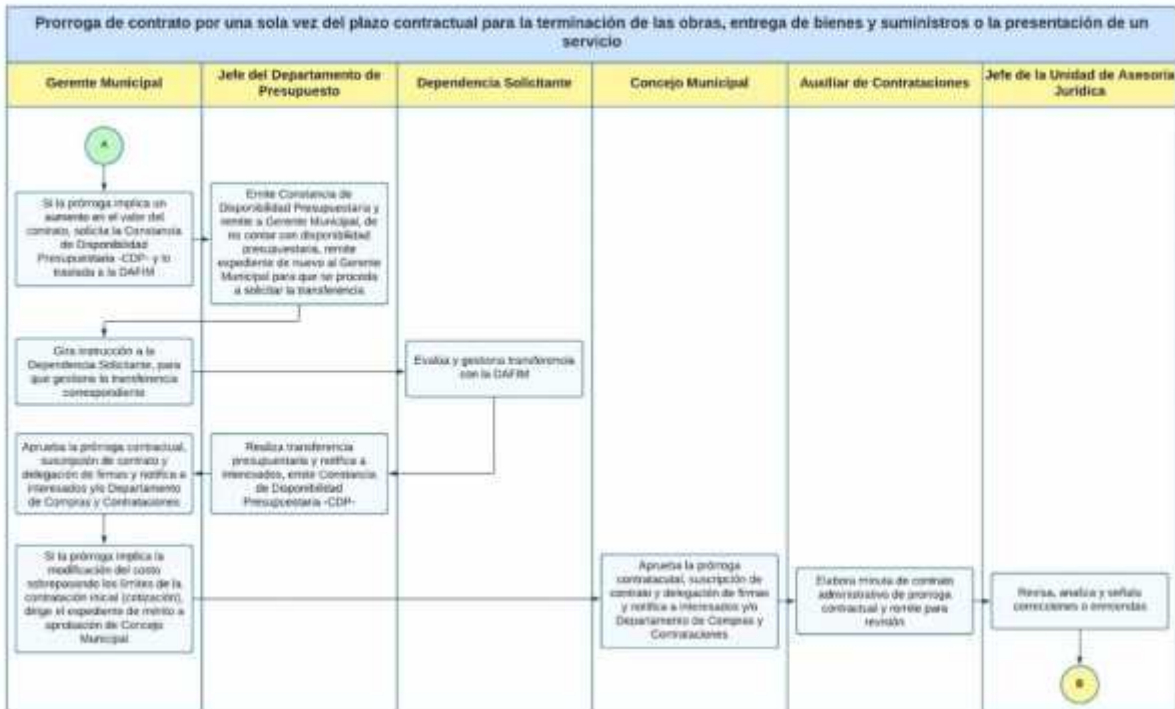 Prorroga de contrato por una sola vez del plazo contractual para la terminación de las obras, entrega de bienes y suministros o la presentación de un
servicio
Gerente Municipal
Jefe del Departamento de
Presupuesto
Dependencia Solicitante
Concejo Municipal
Auxiliar de Contrataciones
Jefe de la Unidad de Asesoria
Jurídica
A
Si la prórroga implica un
aumento en el valor del
contrato, solicita la Constancia
de Disponibilidad
Presupuestaria -CDP- y lo
traslada a la DAFIM
Emite Constancia de
Disponibilidad Presupuestaria y
remite a Gerente Municipal, de
no contar con disponibilidad
presupuestaria, remite
expediente de nuevo al Gerente
Municipal para que se proceda
a solicitar la transferencia
Gira instrucción a la
Dependencia Solicitante, para
que gestione la transferencia
correspondiente
Evalúa y gestiona transferencia
con la DAFIM
Aprueba la prórroga contractual,
suscripción de contrato y
delegación de firmas y notifica a
interesados y/o Departamento
de Compras y Contrataciones
Realiza transferencia
presupuestaria y notifica a
interesados, emite Constancia
de Disponibilidad
Presupuestaria -CDP-
Si la prórroga implica la
modificación del costo
sobrepasando los límites de la
contratación inicial (cotización),
dirige el expediente de mérito a
aprobación de Concejo
Municipal
Aprueba la prórroga
contratacutal, suscripción de
contrato y delegación de firmas
y notifica a interesados y/o
Departamento de Compras y
Contrataciones
Elabora minuta de contrato
administrativo de prorroga
contractual y remite para
revisión
Revisa, analiza y señala
correcciones o enmiendas
B